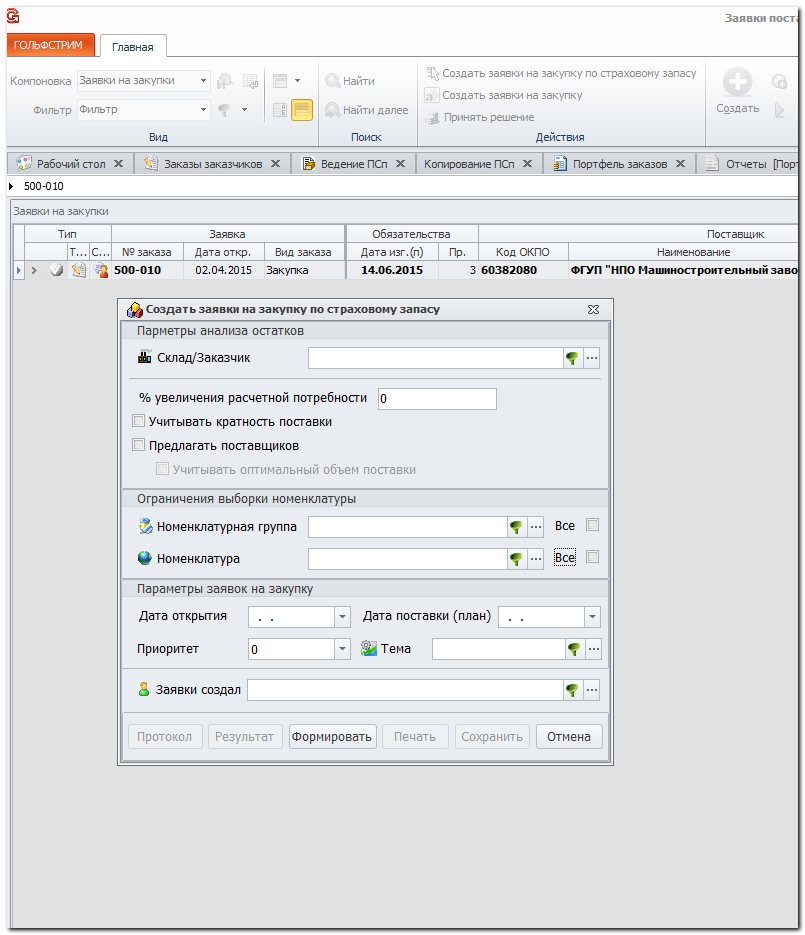 Заявки пост
ГОЛЬФСТРИМ Главная
Компоновка Заявки на закупки
Найти
Создать заявки на закупку по страховому запасу
Создать заявки на закупку
Фильтр Фильтр
Найти далее
Принять решение
Создать
Вид Поиск Действия
Рабочий стол Заказы заказчиков Ведение ПСп Копирование ПСп Портфель заказов Отчеты [Порт
500-010
Заявки на закупки
Тип Заявка Обязательства Поставщик
Т... С... № заказа Дата откр. Вид заказа Дата изг.(п) Пр. Код ОКПО Наименование
500-010 02.04.2015 Закупка 14.06.2015 3 60382080 ФГУП "НПО Машиностроительный заво
Создать заявки на закупку по страховому запасу
Парметры анализа остатков
Склад/Заказчик
% увеличения расчетной потребности 0
Учитывать кратность поставки
Предлагать поставщиков
Учитывать оптимальный объем поставки
Ограничения выборки номенклатуры
Номенклатурная группа Все
Номенклатура Все
Параметры заявок на закупку
Дата открытия . . Дата поставки (план) . .
Приоритет 0 Тема
Заявки создал
Протокол Результат Формировать Печать Сохранить Отмена